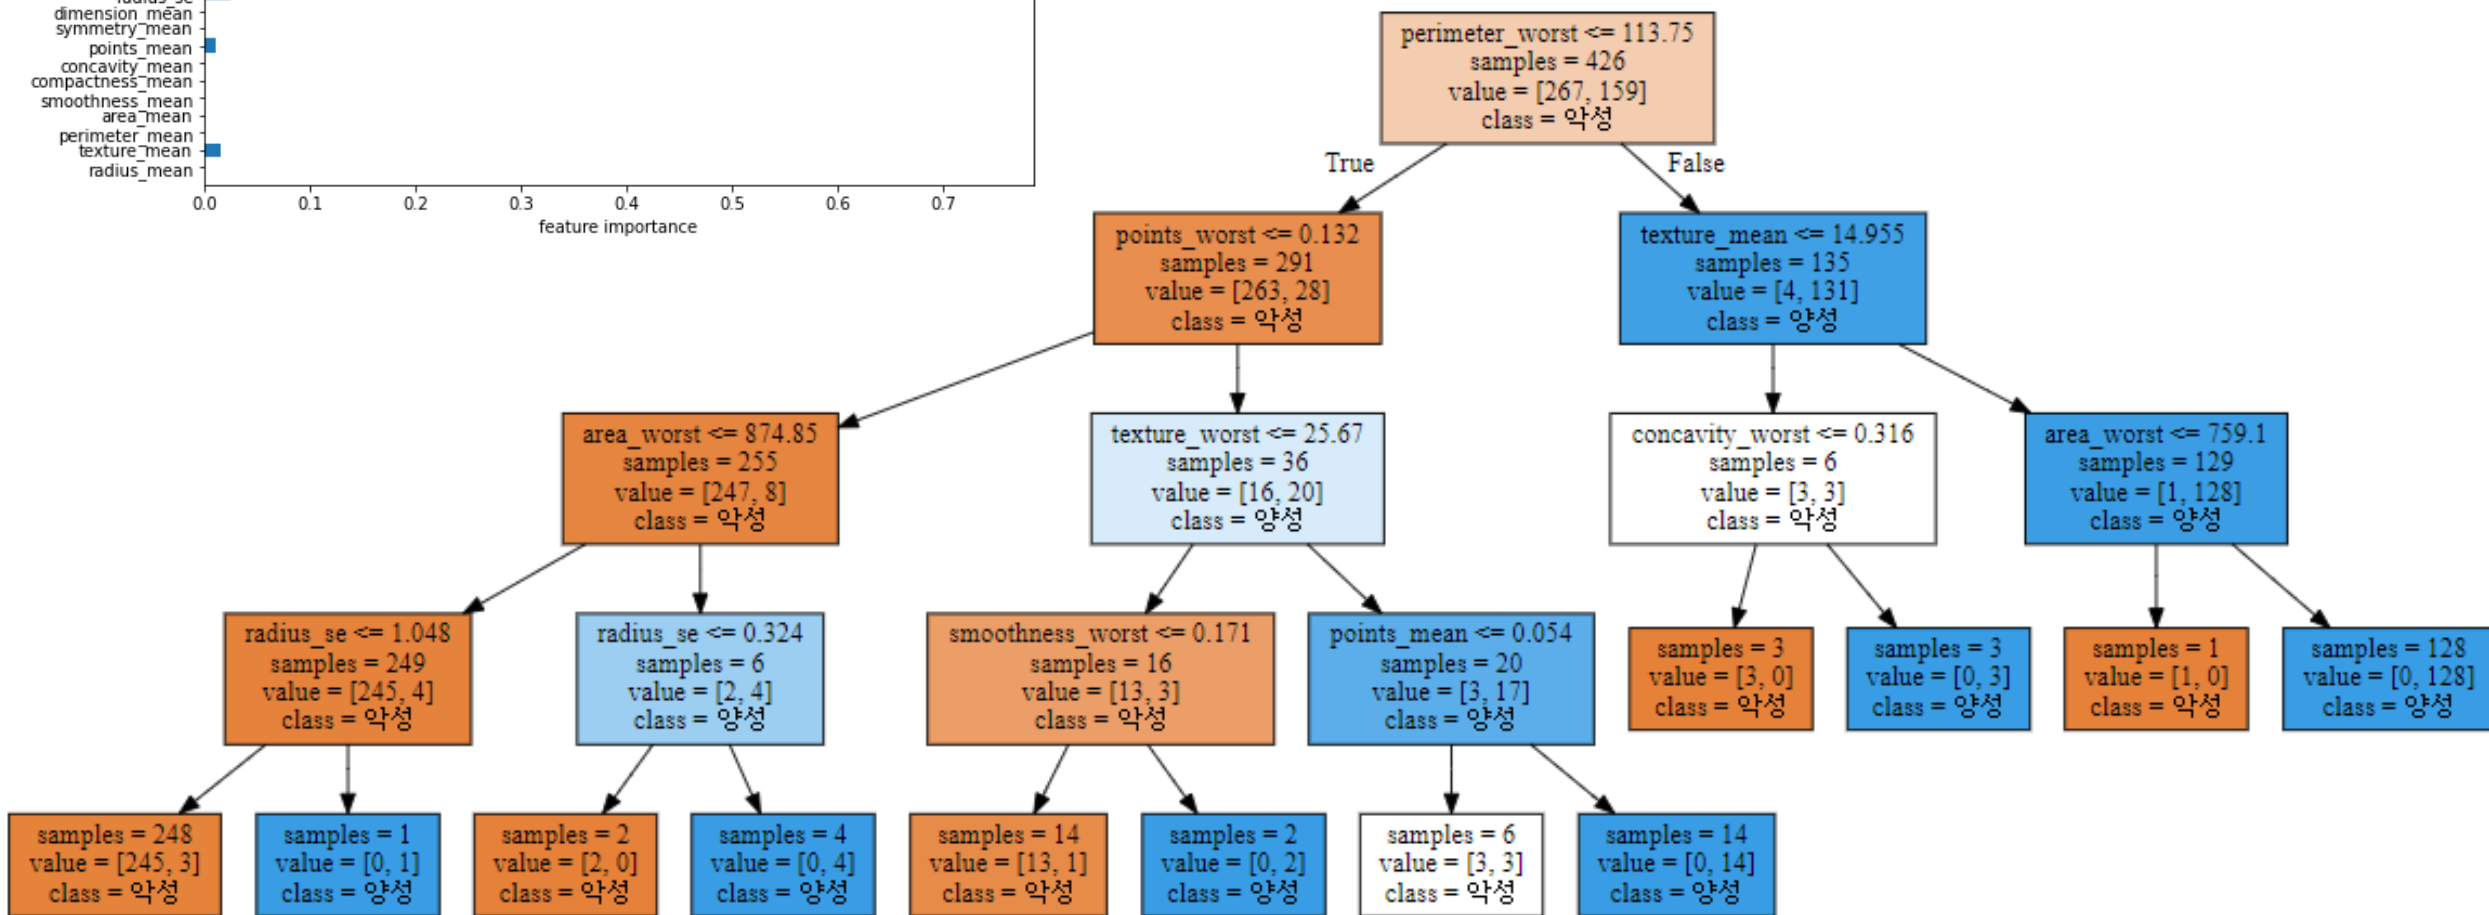 radius_se
dimension_mean
symmetry_mean
points_mean
concavity_mean
compactness_mean
smoothness_mean
area_mean
perimeter_mean
texture_mean
radius_mean
0.0 0.1 0.2 0.3 0.4 0.5 0.6 0.7
feature importance
perimeter_worst <= 113.75
samples = 426
value = [267, 159]
class = 악성
True
False
points_worst <= 0.132
samples = 291
value = [263, 28]
class = 악성
texture_mean <= 14.955
samples = 135
value = [4, 131]
class = 양성
area_worst <= 874.85
samples = 255
value = [247, 8]
class = 악성
texture_worst <= 25.67
samples = 36
value = [16, 20]
class = 양성
concavity_worst <= 0.316
samples = 6
value = [3, 3]
class = 악성
area_worst <= 759.1
samples = 129
value = [1, 128]
class = 양성
radius_se <= 1.048
samples = 249
value = [245, 4]
class = 악성
radius_se <= 0.324
samples = 6
value = [2, 4]
class = 양성
smoothness_worst <= 0.171
samples = 16
value = [13, 3]
class = 악성
points_mean <= 0.054
samples = 20
value = [3, 17]
class = 양성
samples = 3
value = [3, 0]
class = 악성
samples = 3
value = [0, 3]
class = 양성
samples = 1
value = [1, 0]
class = 악성
samples = 128
value = [0, 128]
class = 양성
samples = 248
value = [245, 3]
class = 악성
samples = 1
value = [0, 1]
class = 양성
samples = 2
value = [2, 0]
class = 악성
samples = 4
value = [0, 4]
class = 양성
samples = 14
value = [13, 1]
class = 악성
samples = 2
value = [0, 2]
class = 양성
samples = 6
value = [3, 3]
class = 악성
samples = 14
value = [0, 14]
class = 양성